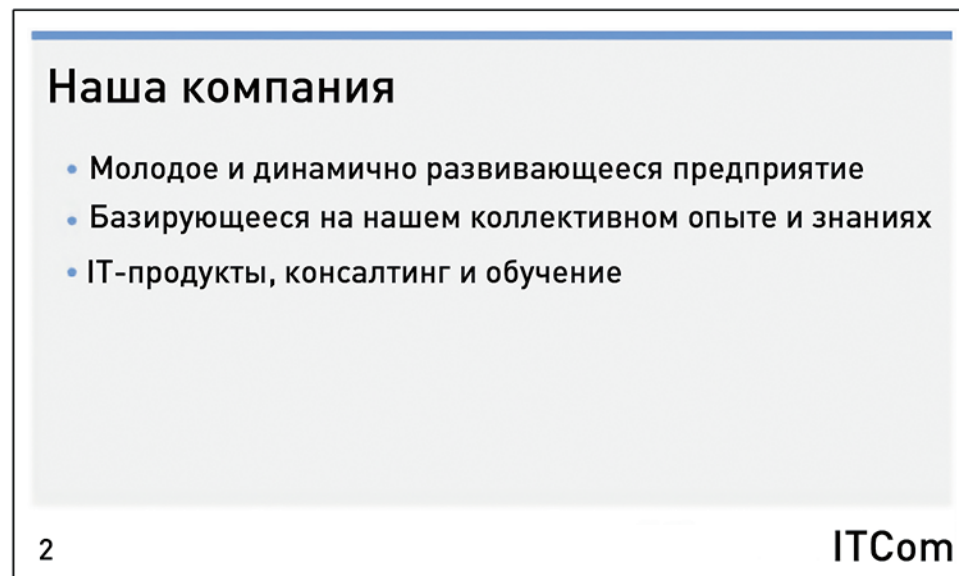 Наша компания
• Молодое и динамично развивающееся предприятие
• Базирующееся на нашем коллективном опыте и знаниях
• IT-продукты, консалтинг и обучение
2
ITCom